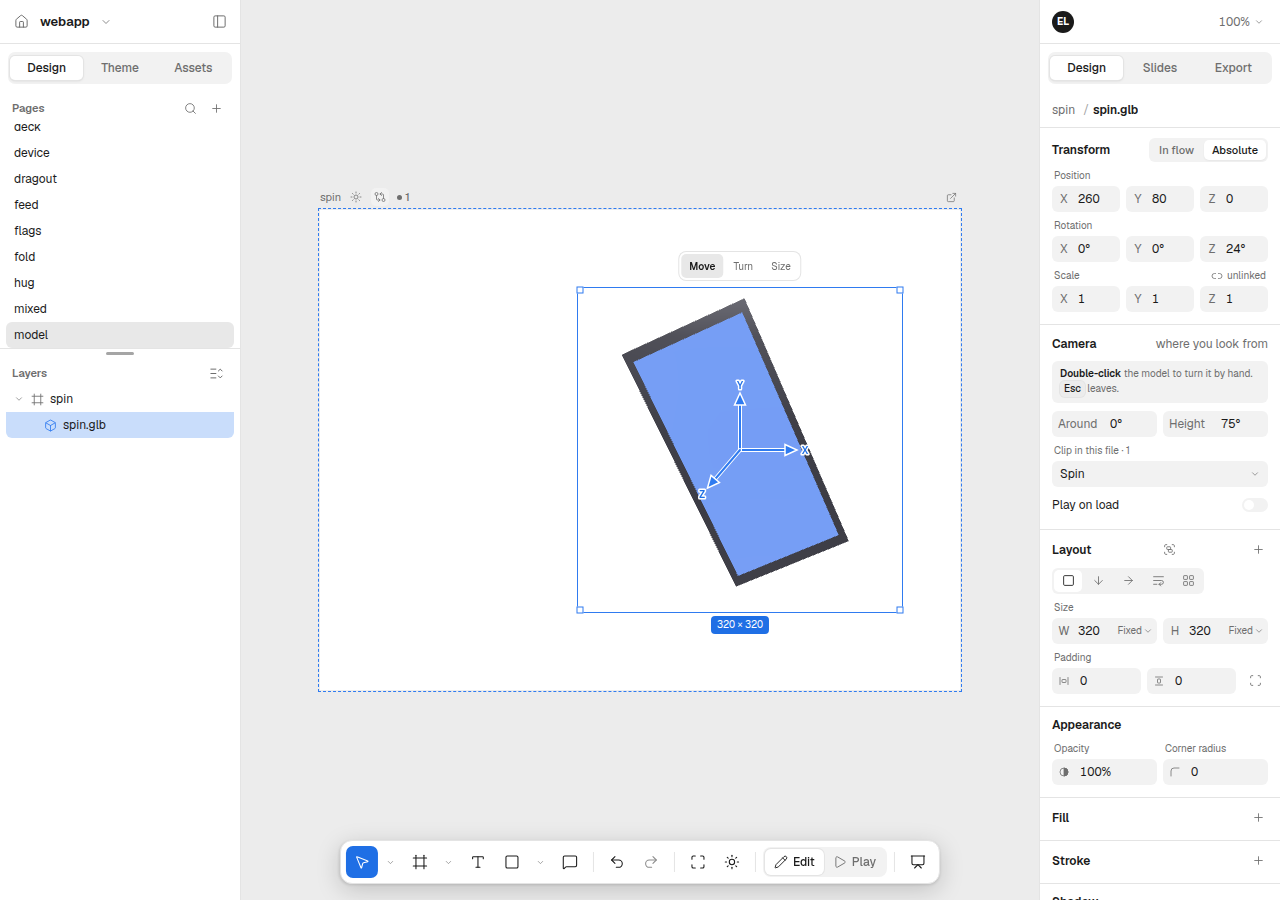 webapp
Design Theme Assets
Pages
deck
device
dragout
feed
flags
fold
hug
mixed
model
Layers
spin
spin.glb
spin 1
Move Turn Size
Y
X
Z
320 × 320
Edit Play
EL 100%
Design Slides Export
spin / spin.glb
Transform In flow Absolute
Position
X 260 Y 80 Z 0
Rotation
X 0° Y 0° Z 24°
Scale unlinked
X 1 Y 1 Z 1
Camera where you look from
Double-click the model to turn it by hand.
Esc leaves.
Around 0° Height 75°
Clip in this file · 1
Spin
Play on load
Layout
Size
W 320 Fixed H 320 Fixed
Padding
0 0
Appearance
Opacity Corner radius
100% 0
Fill
Stroke
Shadow